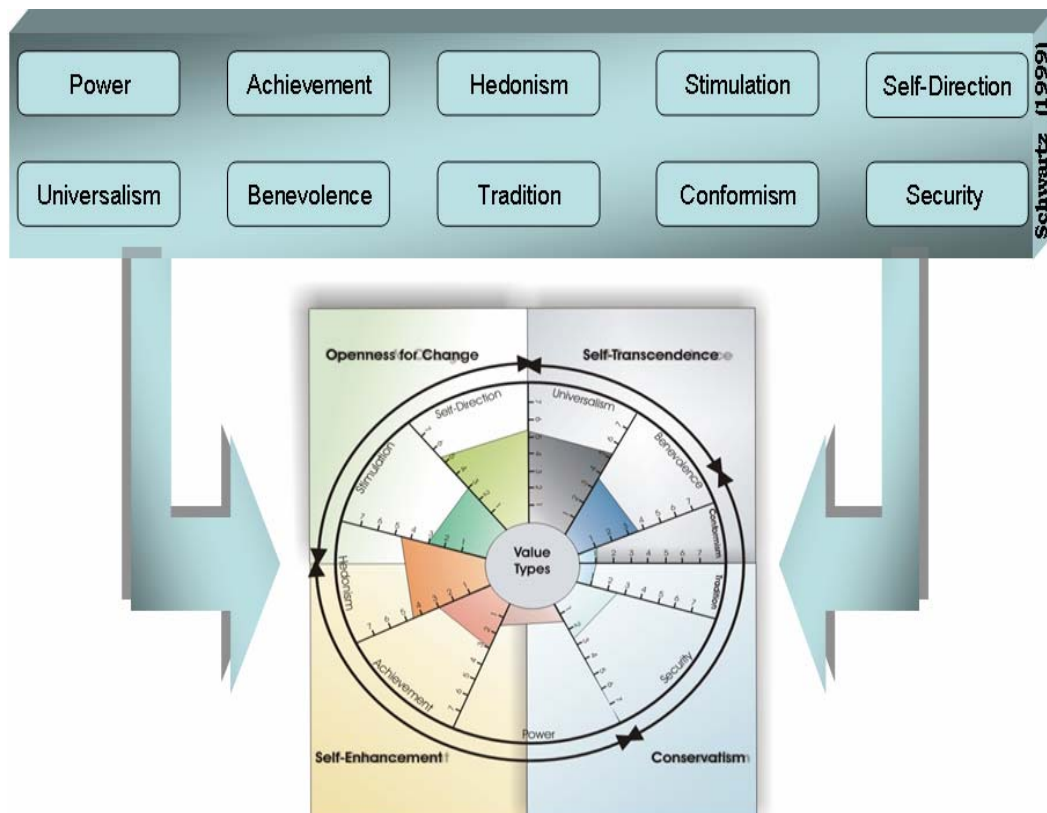 Power
Achievement
Hedonism
Stimulation
Self-Direction
Universalism
Benevolence
Tradition
Conformism
Security
Schwartz (1999)
Openness for Change
Self-Transcendence
Self-Direction
Universalism
Stimulation
Benevolence
Hedonism
Value
Types
Conformism
Tradition
Achievement
Security
Power
Self-Enhancement
Conservatism